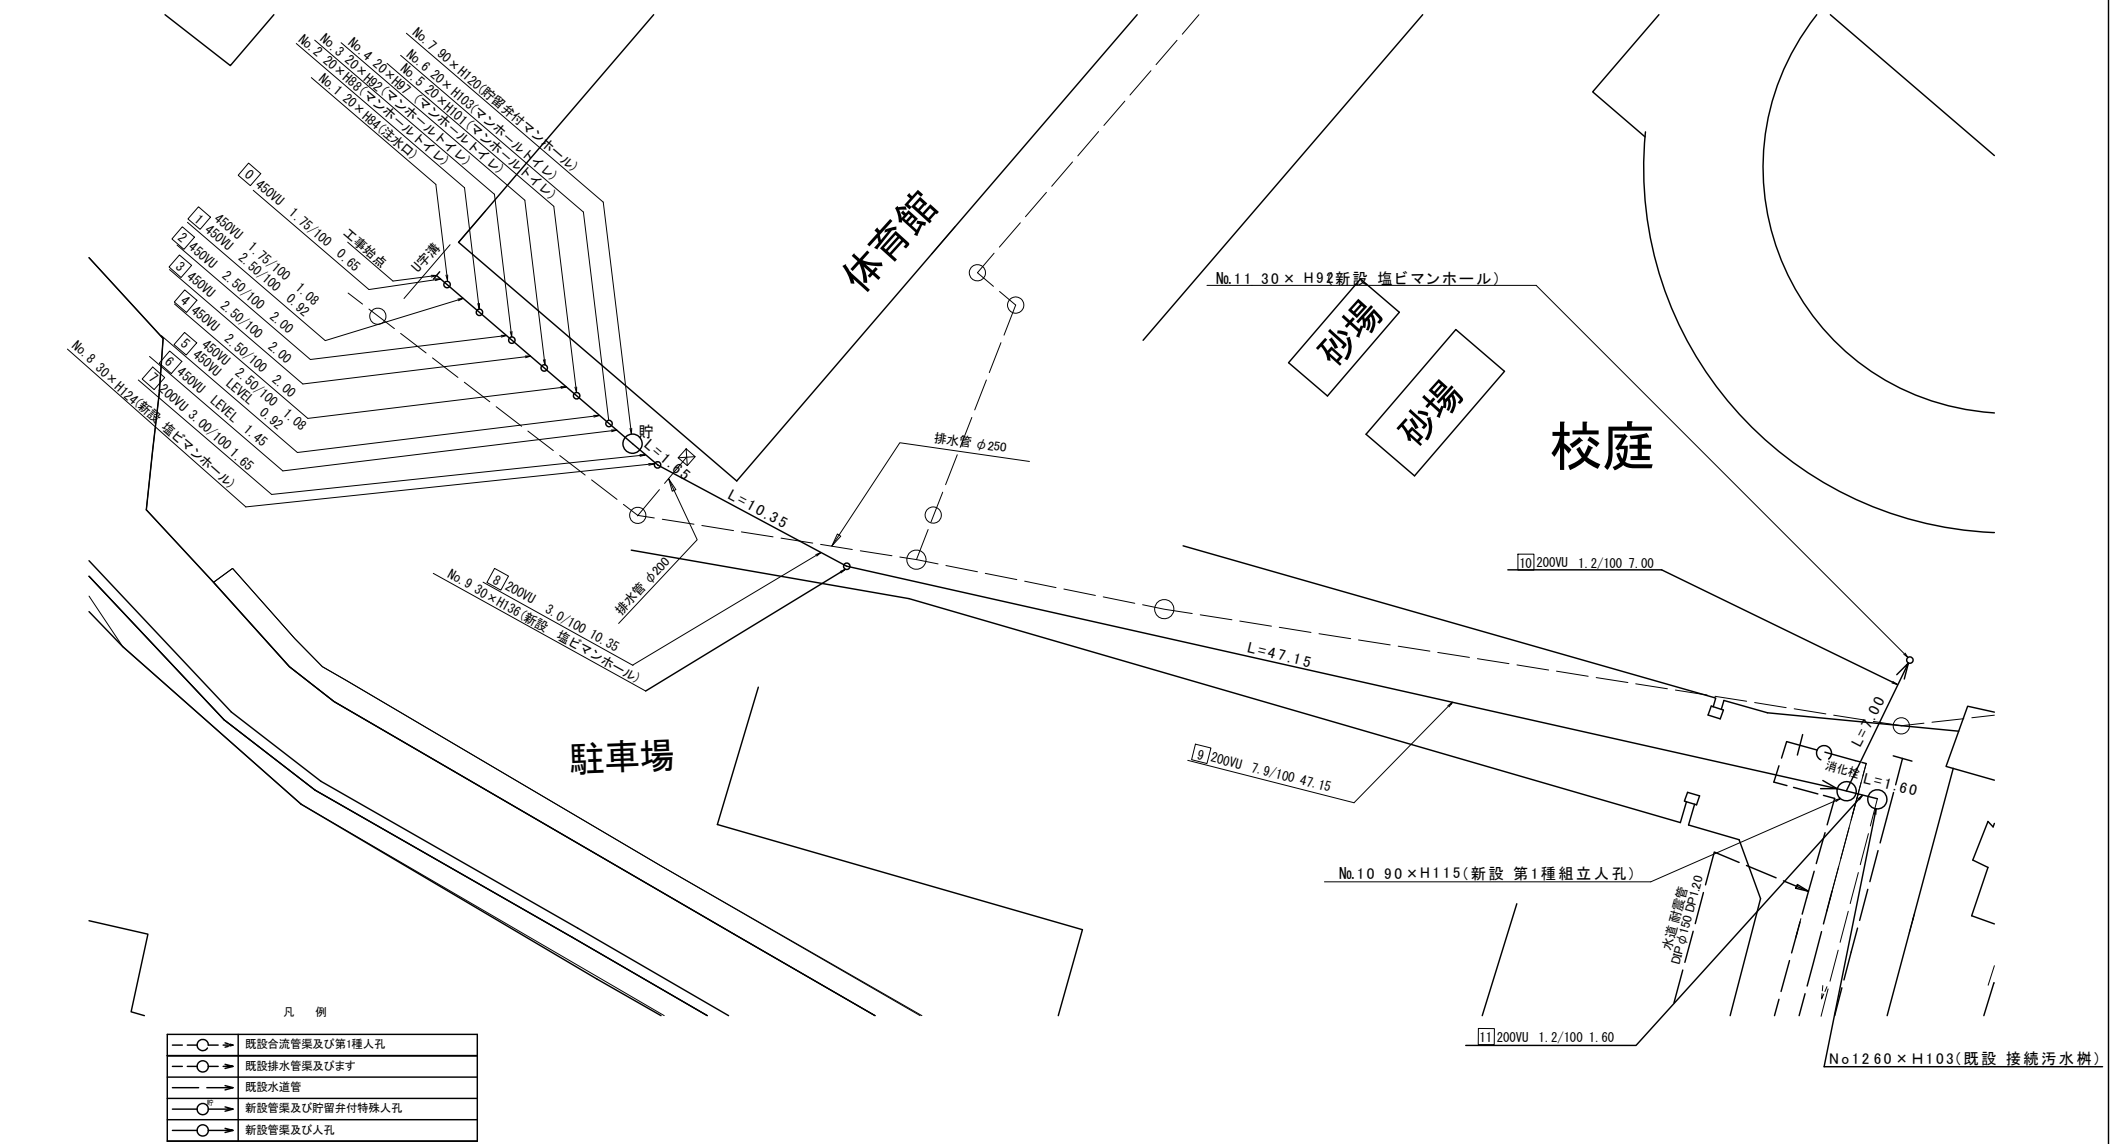 No.7 90×H120(貯留弁付マンホール)
No.6 20×H103(マンホールトイレ)
No.5 20×H101(マンホールトイレ)
No.4 20×H97 (マンホールトイレ)
No.3 20×H92(マンホールトイレ)
No.2 20×H88(マンホールトイレ)
No.1 20×H84(注水口)
0 450VU 1.75/100 0.65
工事始点
1 450VU 1.75/100 1.08
450VU 2.50/100 0.92
2 450VU 2.50/100 2.00
3 450VU 2.50/100 2.00
4 450VU 2.50/100 2.00
5 450VU 2.50/100 1.08
450VU LEVEL 0.92
6 450VU LEVEL 1.45
7 200VU 3.00/100 1.65
No.8 30×H124(新設 塩ビマンホール)
貯
L=1.65
L=10.35
排水管 φ250
排水管 φ200
8 200VU 3.0/100 10.35
No.9 30×H136(新設 塩ビマンホール)
体育館
No.11 30× H92新設 塩ビマンホール)
砂場
砂場
校庭
10 200VU 1.2/100 7.00
L=47.15
L=7.00
駐車場
9 200VU 7.9/100 47.15
消化栓
L=1.60
No.10 90×H115(新設 第1種組立人孔)
水道 耐震管
DIP φ150 DP1.20
11 200VU 1.2/100 1.60
No12 60×H103(既設 接続汚水桝)
凡 例
既設合流管渠及び第1種人孔
既設排水管渠及びます
既設水道管
貯
新設管渠及び貯留弁付特殊人孔
新設管渠及び人孔